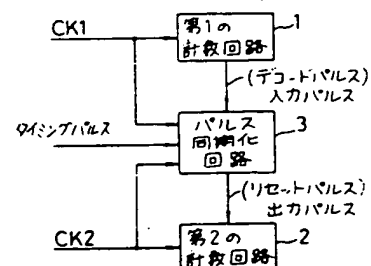 CK1
第1の
計数回路
1
(デコードパルス)
入力パルス
タイミングパルス
パルス
同期化
回路
3
(リセットパルス)
出力パルス
CK2
第2の
計数回路
2